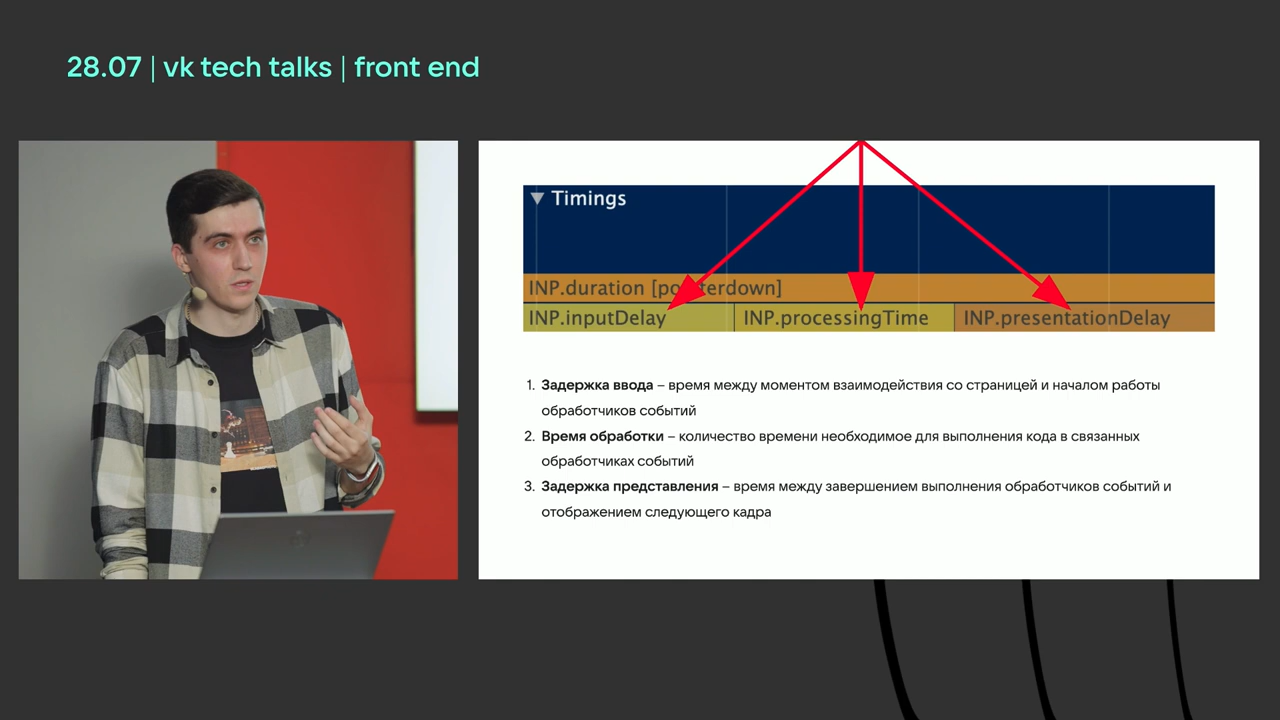 28.07 | vk tech talks | front end
Timings
INP.duration [po terdown]
INP.inputDelay
INP.processingTime
INP.presentationDelay
1. Задержка ввода – время между моментом взаимодействия со страницей и началом работы
обработчиков событий
2. Время обработки – количество времени необходимое для выполнения кода в связанных
обработчиках событий
3. Задержка представления – время между завершением выполнения обработчиков событий и
отображением следующего кадра